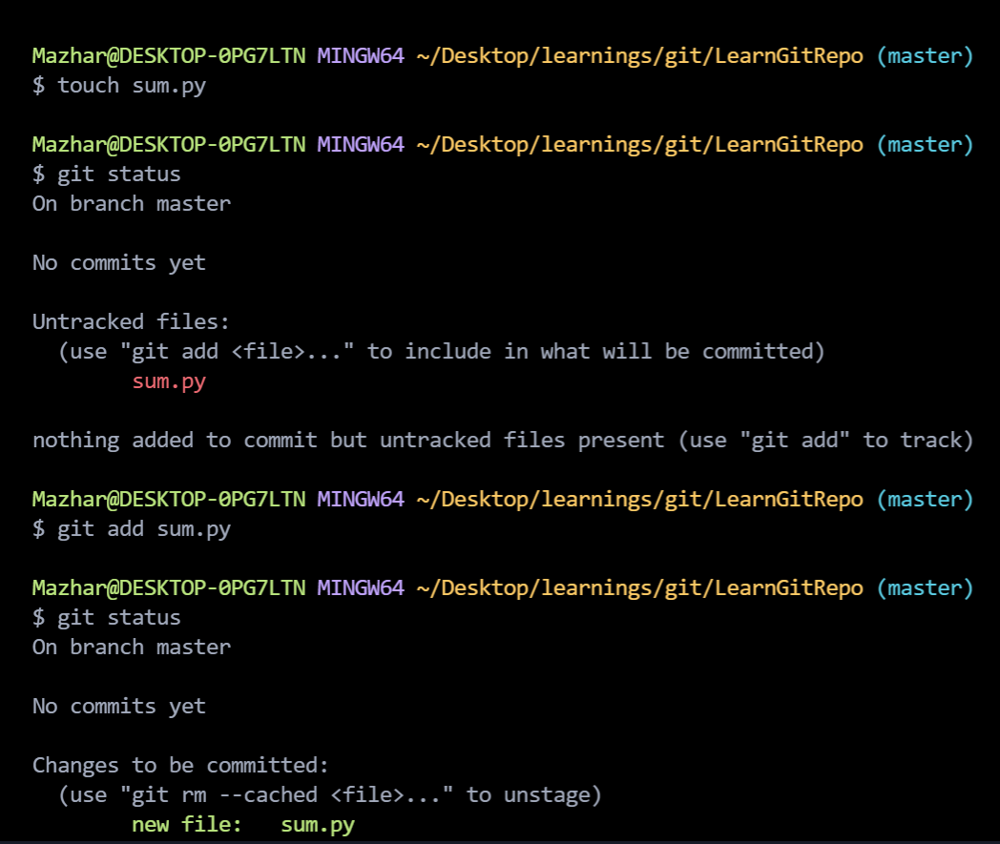 Mazhar@DESKTOP-0PG7LTN MINGW64 ~/Desktop/learnings/git/LearnGitRepo (master)
$ touch sum.py
Mazhar@DESKTOP-0PG7LTN MINGW64 ~/Desktop/learnings/git/LearnGitRepo (master)
$ git status
On branch master
No commits yet
Untracked files:
  (use "git add <file>..." to include in what will be committed)
        sum.py
nothing added to commit but untracked files present (use "git add" to track)
Mazhar@DESKTOP-0PG7LTN MINGW64 ~/Desktop/learnings/git/LearnGitRepo (master)
$ git add sum.py
Mazhar@DESKTOP-0PG7LTN MINGW64 ~/Desktop/learnings/git/LearnGitRepo (master)
$ git status
On branch master
No commits yet
Changes to be committed:
  (use "git rm --cached <file>..." to unstage)
        new file:   sum.py